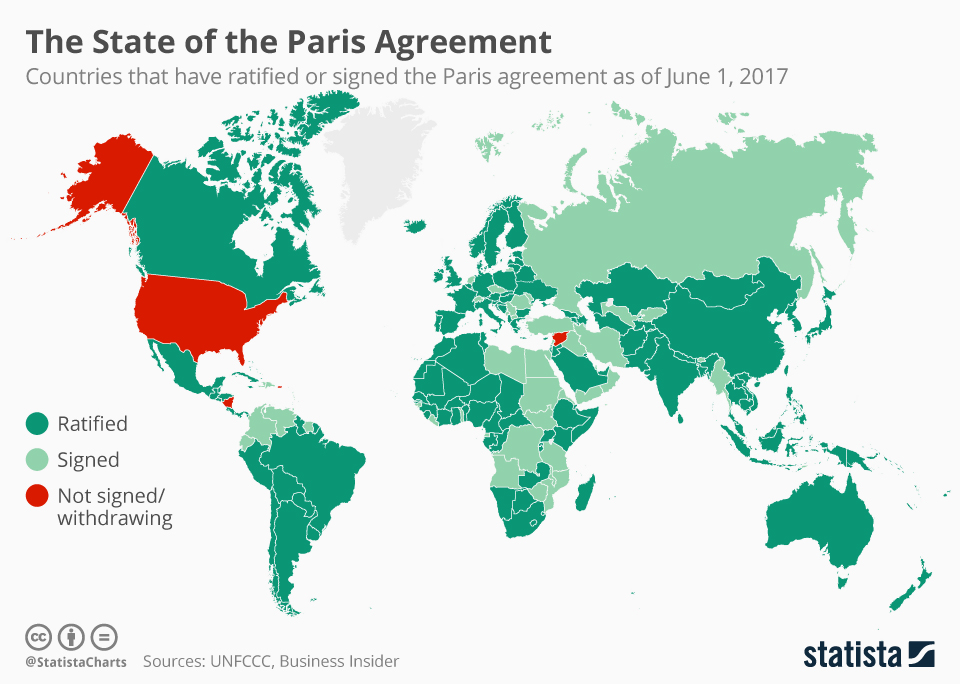 The State of the Paris Agreement
Countries that have ratified or signed the Paris agreement as of June 1, 2017
Ratified
Signed
Not signed/
withdrawing
cc
@StatistaCharts Sources: UNFCCC, Business Insider
statista